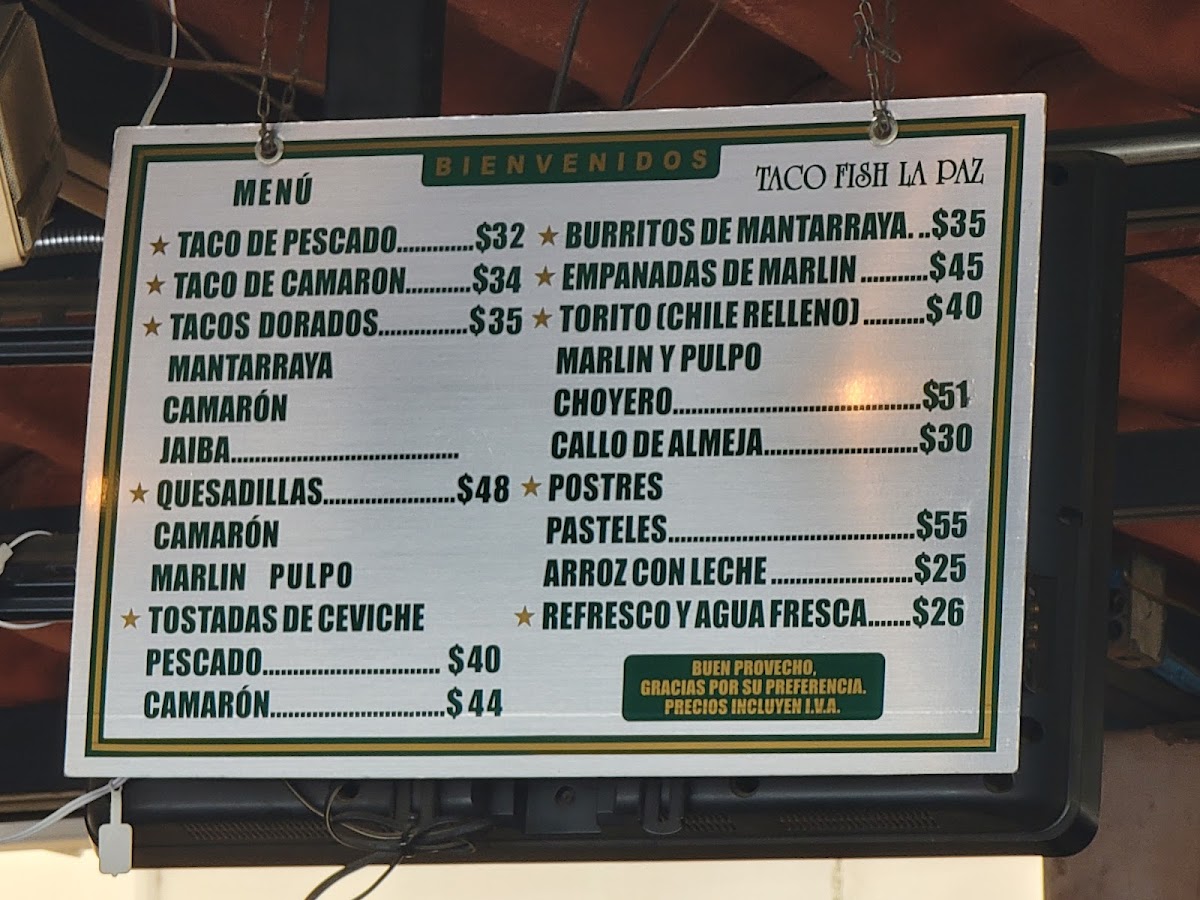 BIENVENIDOS
TACO FISH LA PAZ
MENÚ
★ TACO DE PESCADO.............$32
★ TACO DE CAMARON...........$34
★ TACOS DORADOS...............$35
MANTARRAYA
CAMARÓN
JAIBA......................................
★ QUESADILLAS......................$48
CAMARÓN
MARLIN PULPO
★ TOSTADAS DE CEVICHE
PESCADO.............................. $40
CAMARÓN.............................$44
★ BURRITOS DE MANTARRAYA. ..$35
★ EMPANADAS DE MARLIN ...........$45
★ TORITO (CHILE RELLENO) ..........$40
MARLIN Y PULPO
CHOYERO.........................................$51
CALLO DE ALMEJA.........................$30
★ POSTRES
PASTELES.........................................$55
ARROZ CON LECHE .......................$25
★ REFRESCO Y AGUA FRESCA.......$26
BUEN PROVECHO,
GRACIAS POR SU PREFERENCIA.
PRECIOS INCLUYEN I.V.A.